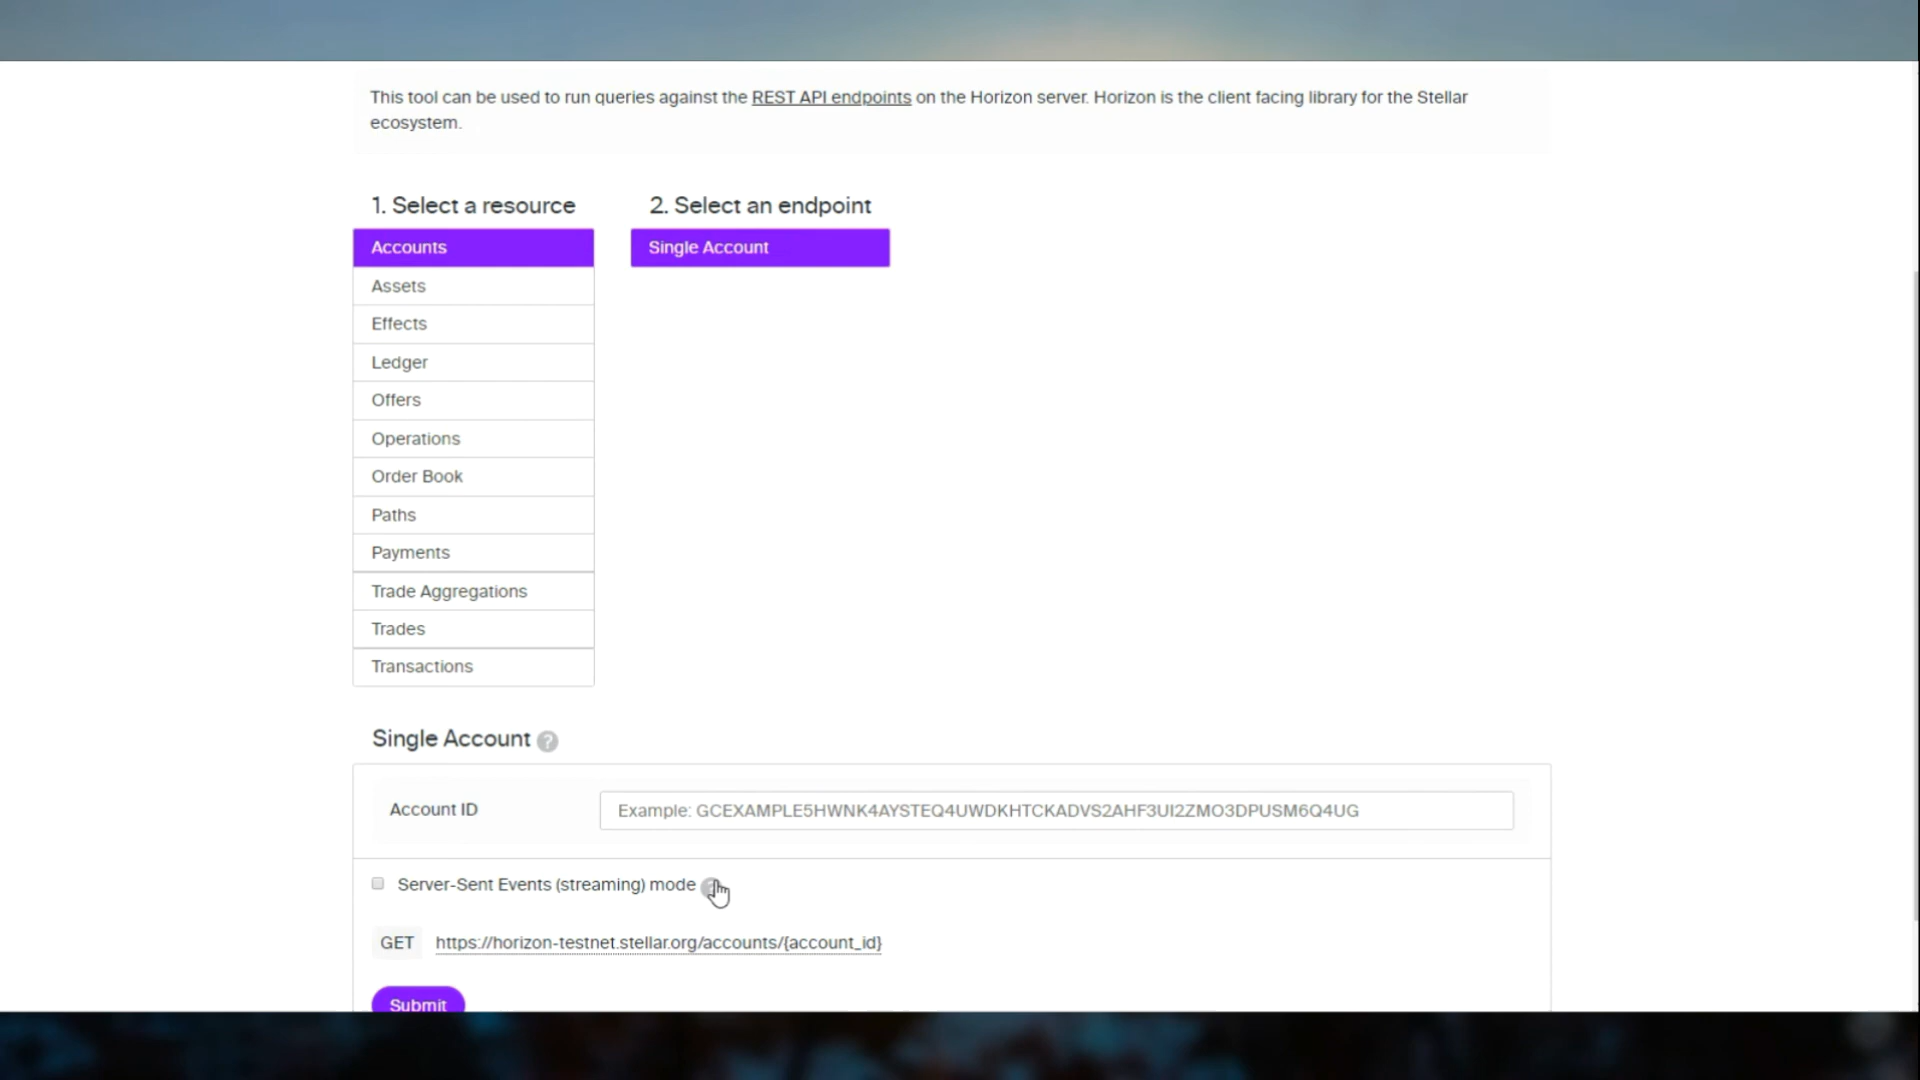 This tool can be used to run queries against the REST API endpoints on the Horizon server. Horizon is the client facing library for the Stellar
ecosystem.
1. Select a resource
2. Select an endpoint
Accounts
Single Account
Assets
Effects
Ledger
Offers
Operations
Order Book
Paths
Payments
Trade Aggregations
Trades
Transactions
Single Account ?
Account ID
Example: GCEXAMPLE5HWNK4AYSTEQ4UWDKHTCKADVS2AHF3UI2ZMO3DPUSM6Q4UG
Server-Sent Events (streaming) mode
GET https://horizon-testnet.stellar.org/accounts/{account_id}
Submit